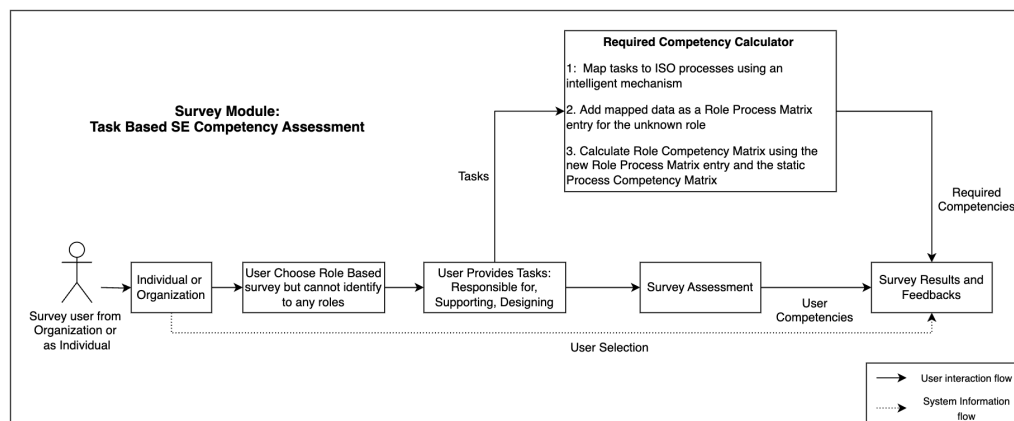 Survey Module:
Task Based SE Competency Assessment
Required Competency Calculator
1:  Map tasks to ISO processes using an
intelligent mechanism
2. Add mapped data as a Role Process Matrix
entry for the unknown role
3. Calculate Role Competency Matrix using the
new Role Process Matrix entry and the static
Process Competency Matrix
Tasks
Required
Competencies
Survey user from
Organization or
as Individual
Individual or
Organization
User Choose Role Based
survey but cannot identify
to any roles
User Provides Tasks:
Responsible for,
Supporting, Designing
Survey Assessment
User
Competencies
Survey Results and
Feedbacks
User Selection
User interaction flow
System Information
flow